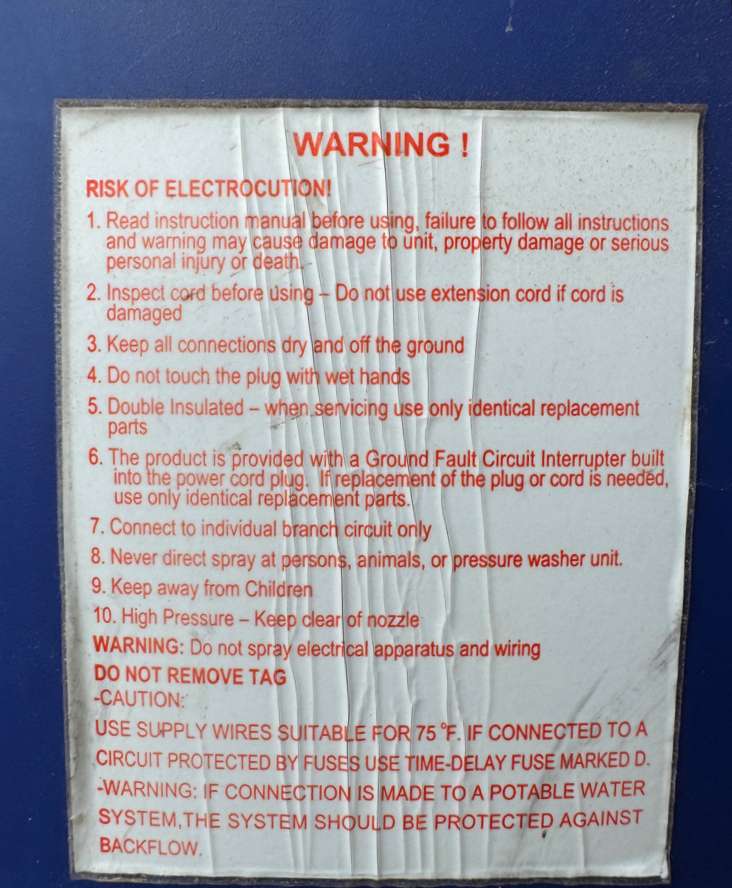 WARNING !
RISK OF ELECTROCUTION!
1. Read instruction manual before using, failure to follow all instructions
and warning may cause damage to unit, property damage or serious
personal injury or death.
2. Inspect cord before using – Do not use extension cord if cord is
damaged
3. Keep all connections dry and off the ground
4. Do not touch the plug with wet hands
5. Double Insulated – when servicing use only identical replacement
parts
6. The product is provided with a Ground Fault Circuit Interrupter built
into the power cord plug. If replacement of the plug or cord is needed,
use only identical replacement parts.
7. Connect to individual branch circuit only
8. Never direct spray at persons, animals, or pressure washer unit.
9. Keep away from Children
10. High Pressure – Keep clear of nozzle
WARNING: Do not spray electrical apparatus and wiring
DO NOT REMOVE TAG
-CAUTION:
USE SUPPLY WIRES SUITABLE FOR 75 °F. IF CONNECTED TO A
CIRCUIT PROTECTED BY FUSES USE TIME-DELAY FUSE MARKED D.
-WARNING: IF CONNECTION IS MADE TO A POTABLE WATER
SYSTEM,THE SYSTEM SHOULD BE PROTECTED AGAINST
BACKFLOW.